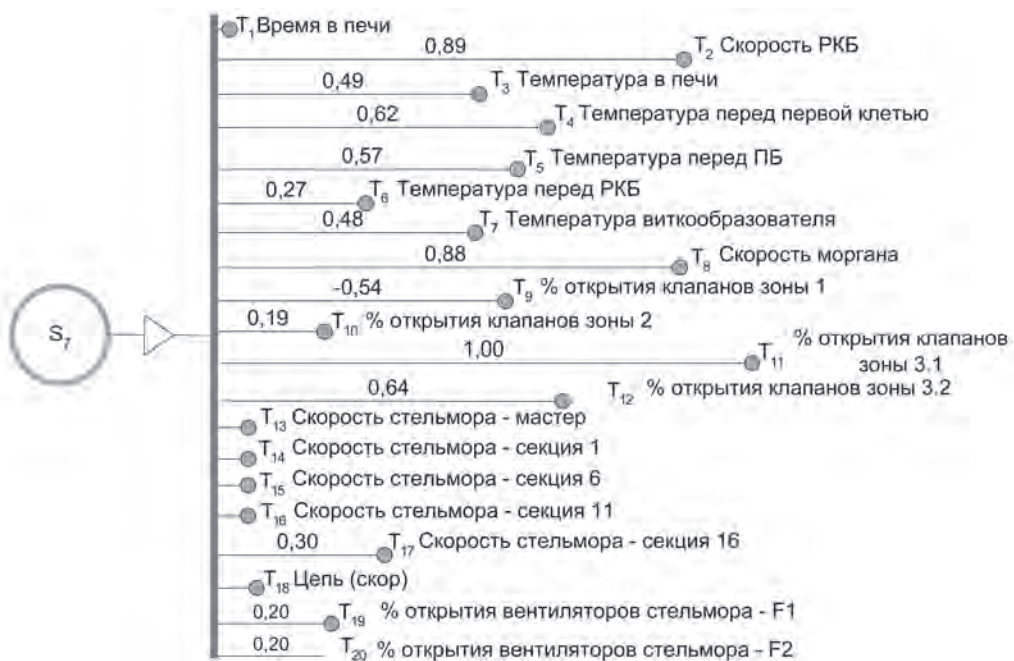 T1 Время в печи
0,89
T2 Скорость РКБ
0,49
T3 Температура в печи
0,62
T4 Температура перед первой клетью
0,57
T5 Температура перед ПБ
0,27
T6 Температура перед РКБ
0,48
T7 Температура виткообразователя
0,88
T8 Скорость моргана
-0,54
T9 % открытия клапанов зоны 1
0,19
T10 % открытия клапанов зоны 2
S7
1,00
T11 % открытия клапанов
зоны 3.1
0,64
T12 % открытия клапанов зоны 3.2
T13 Скорость стельмора - мастер
T14 Скорость стельмора - секция 1
T15 Скорость стельмора - секция 6
T16 Скорость стельмора - секция 11
0,30
T17 Скорость стельмора - секция 16
T18 Цепь (скор)
0,20
T19 % открытия вентиляторов стельмора - F1
0,20
T20 % открытия вентиляторов стельмора - F2